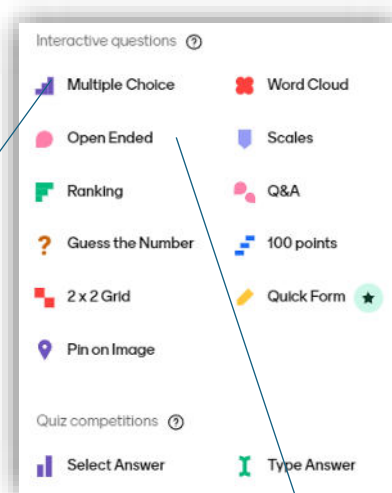 Interactive questions ?
Multiple Choice Word Cloud
Open Ended Scales
Ranking Q&A
? Guess the Number 100 points
2 x 2 Grid Quick Form
Pin on Image
Quiz competitions ?
Select Answer Type Answer